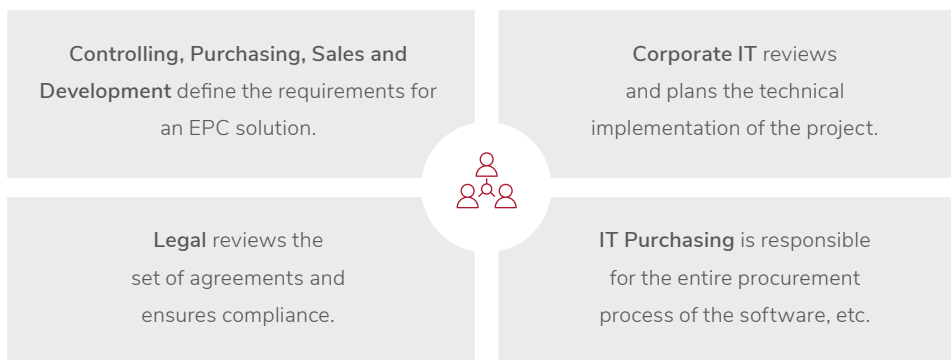 Controlling, Purchasing, Sales and
Development define the requirements for
an EPC solution.
Corporate IT reviews
and plans the technical
implementation of the project.
Legal reviews the
set of agreements and
ensures compliance.
IT Purchasing is responsible
for the entire procurement
process of the software, etc.